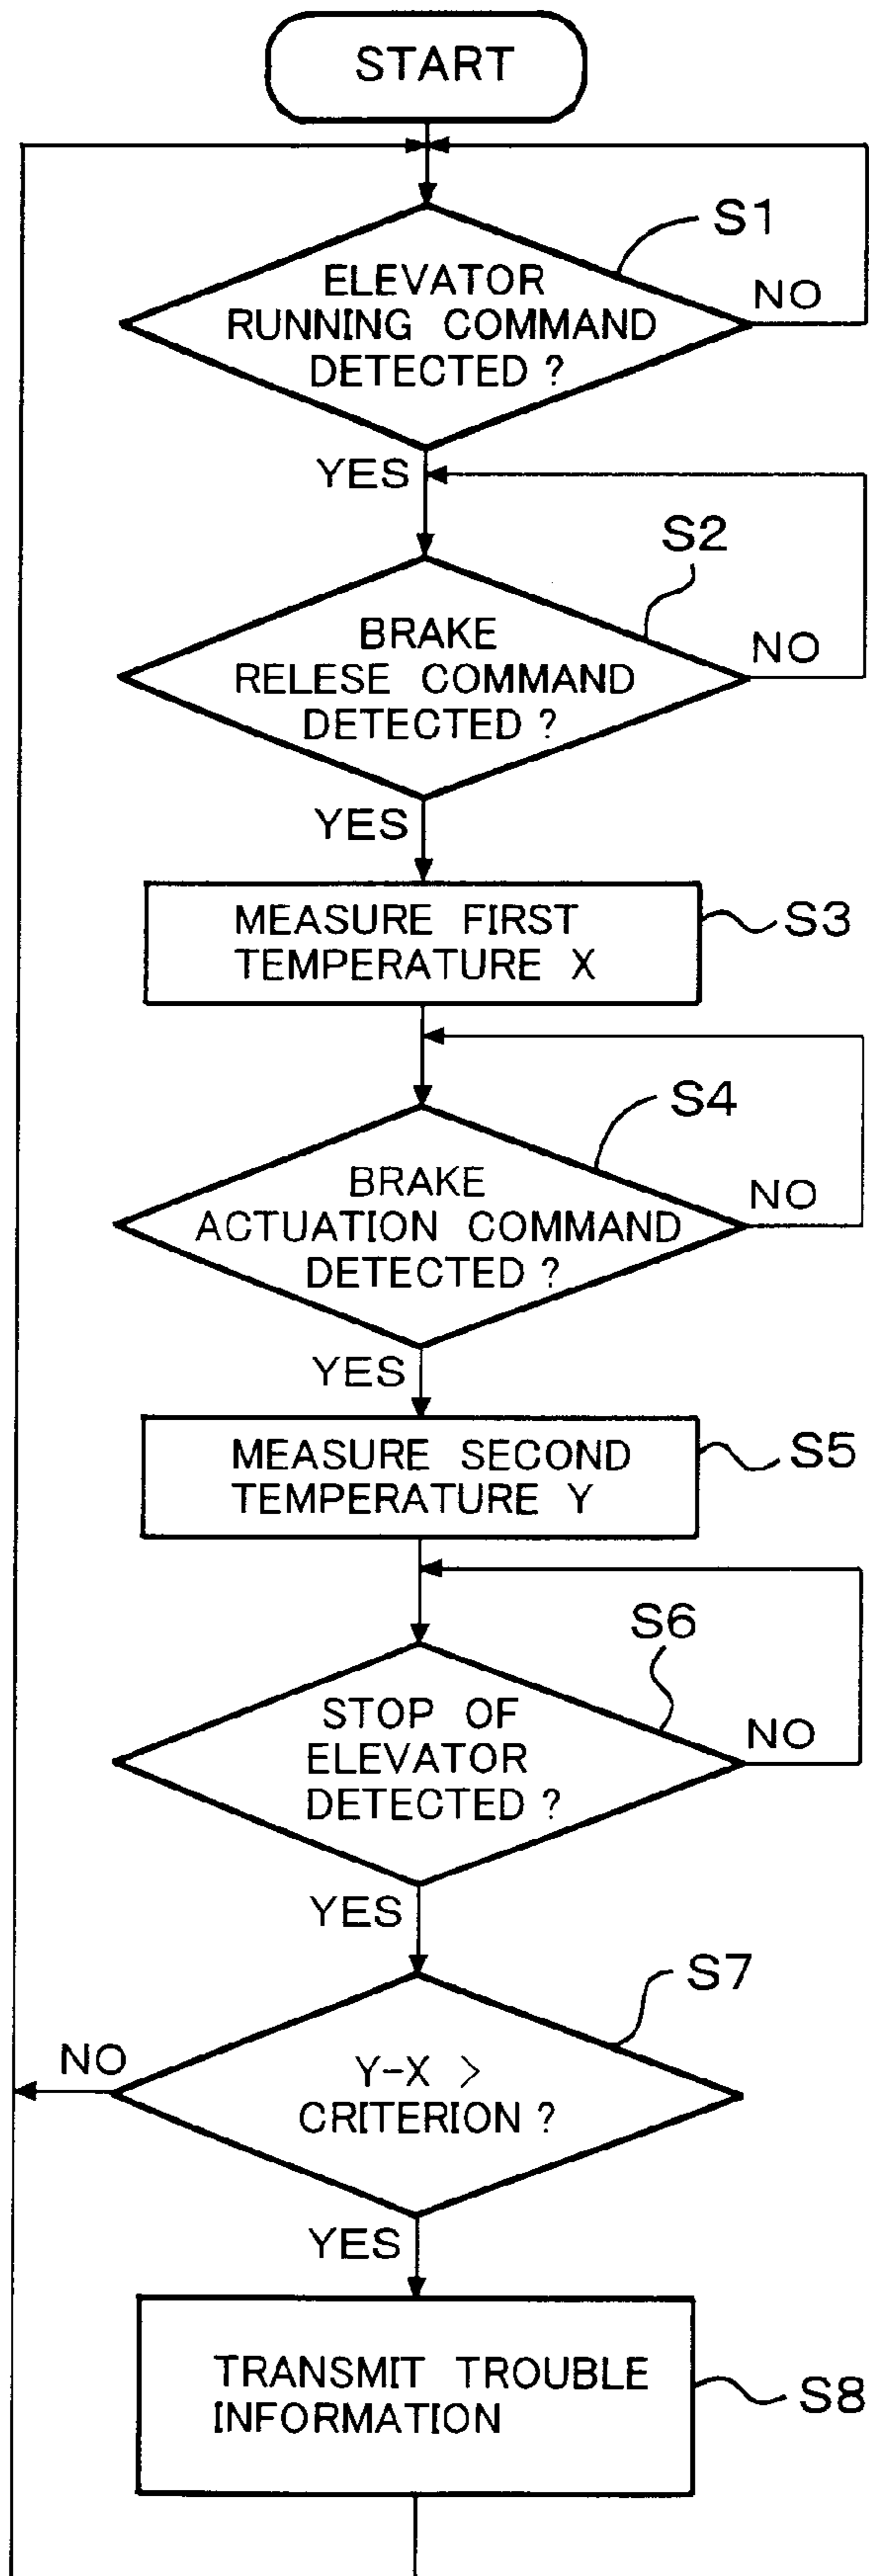 START
S1
ELEVATOR
RUNNING COMMAND
DETECTED ?
NO
YES
S2
BRAKE
RELESE COMMAND
DETECTED ?
NO
YES
MEASURE FIRST
TEMPERATURE X
S3
S4
BRAKE
ACTUATION COMMAND
DETECTED ?
NO
YES
MEASURE SECOND
TEMPERATURE Y
S5
S6
STOP OF
ELEVATOR
DETECTED ?
NO
YES
S7
NO
Y-X >
CRITERION ?
YES
TRANSMIT TROUBLE
INFORMATION
S8